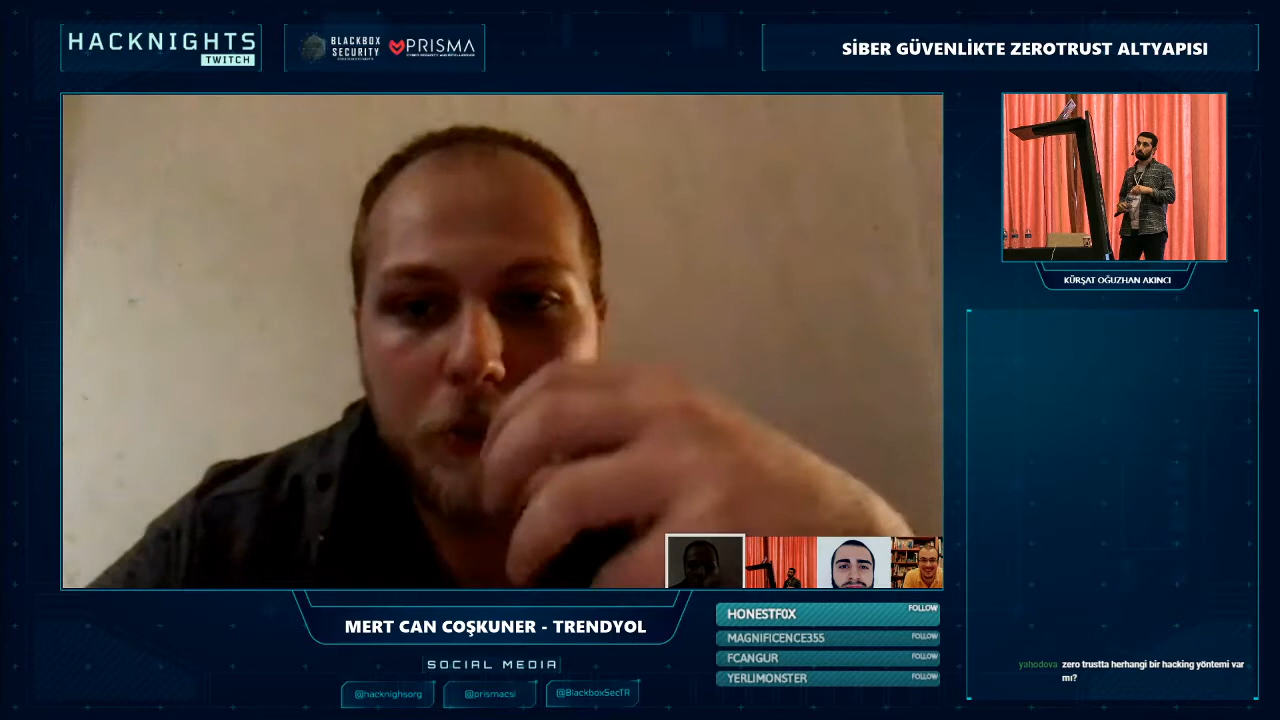 HACKNIGHTS
TWITCH
BLACKBOX
SECURITY
PRISMA
SİBER GÜVENLİKTE ZEROTRUST ALTYAPISI
KÜRŞAT OĞUZHAN AKINCI
MERT CAN COŞKUNER - TRENDYOL
SOCIAL MEDIA
@hacknighsorg
@prismacsi
@BlackboxSecTR
HONESTF0X FOLLOW
MAGNIFICENCE355 FOLLOW
FCANGUR FOLLOW
YERLIMONSTER FOLLOW
yahodova zero trustta herhangi bir hacking yöntemi var
mı?